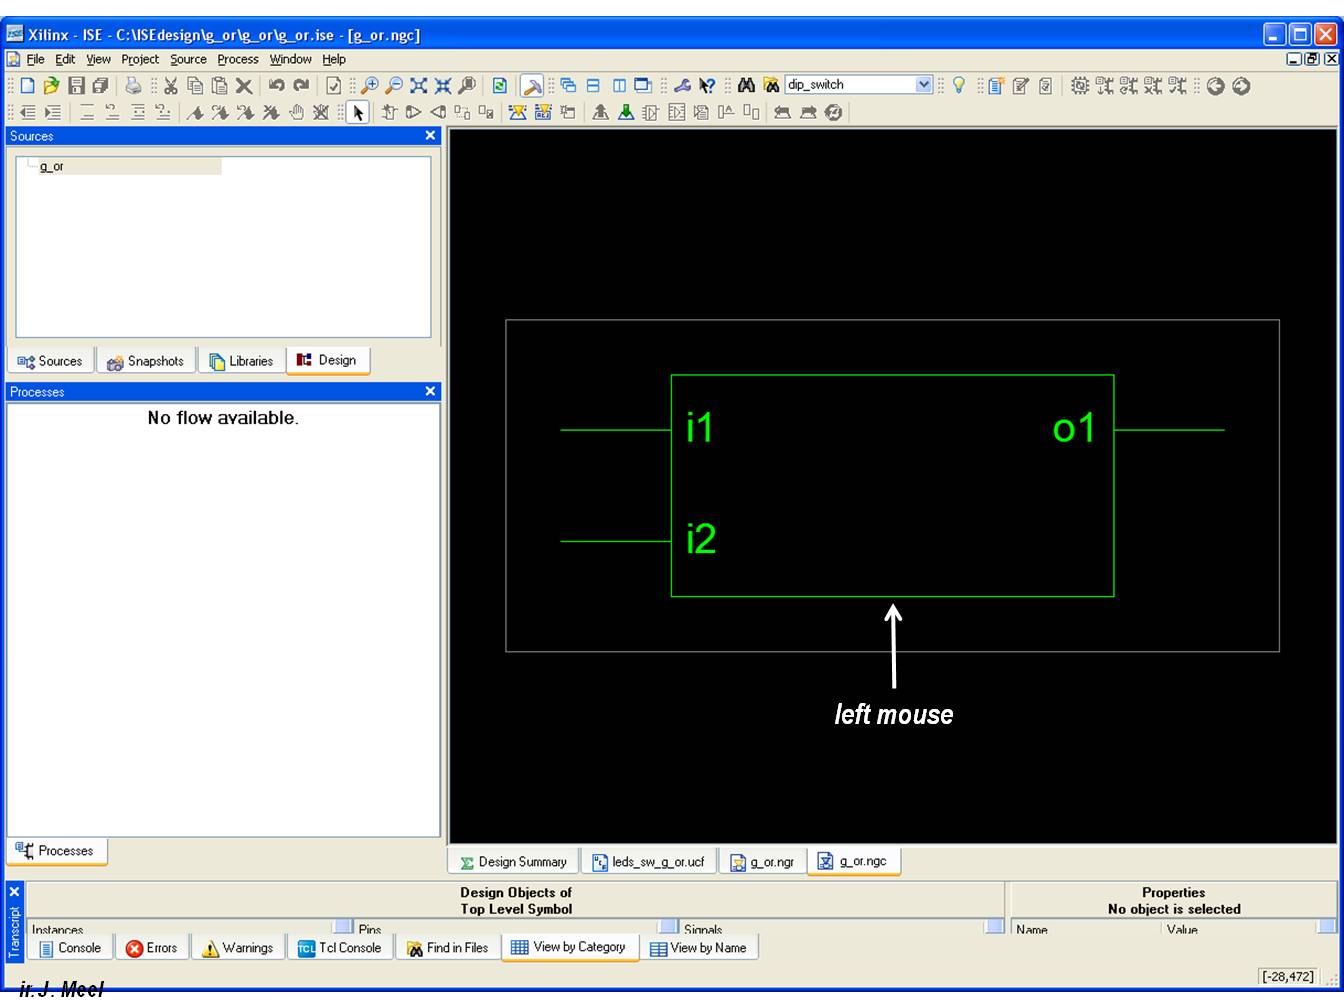 Xilinx - ISE - C:\ISEdesign\g_or\g_or\g_or.ise - [g_or.ngc]
File Edit View Project Source Process Window Help
dip_switch
Sources
g_or
Sources Snapshots Libraries Design
Processes
No flow available.
i1 o1
i2
left mouse
Processes
Design Summary leds_sw_g_or.ucf g_or.ngr g_or.ngc
Transcript
Design Objects of
Top Level Symbol
Properties
No object is selected
Instances Pins Signals Name Value
Console Errors Warnings Tcl Console Find in Files View by Category View by Name
[-28,472]
ir. J. Meel